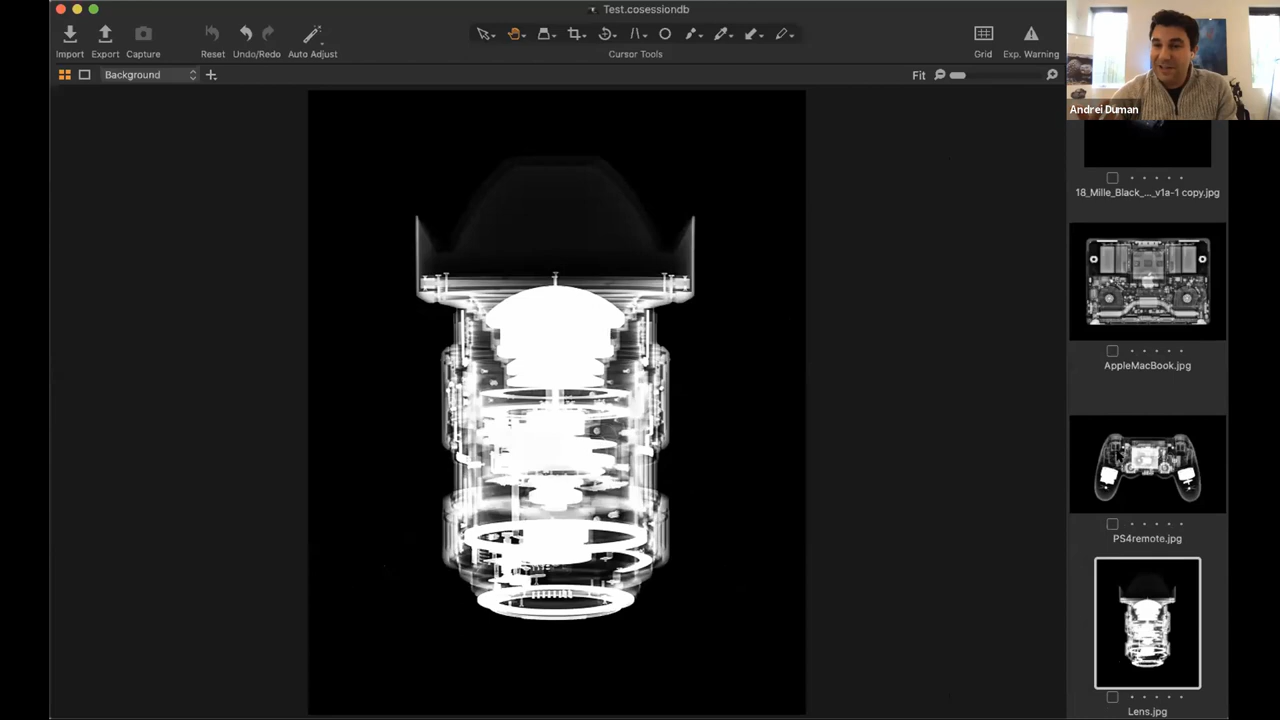 Test.cosessiondb
Import
Export
Capture
Reset
Undo/Redo
Auto Adjust
Cursor Tools
Grid
Exp. Warning
Background
Fit
Andrei Duman
18_Mille_Black_..._v1a-1 copy.jpg
AppleMacBook.jpg
PS4remote.jpg
Lens.jpg